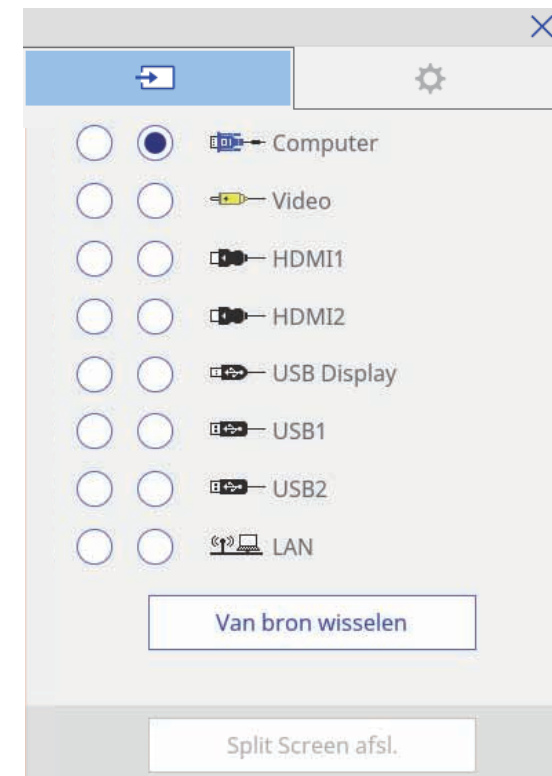 Computer
Video
HDMI1
HDMI2
USB Display
USB1
USB2
LAN
Van bron wisselen
Split Screen afsl.